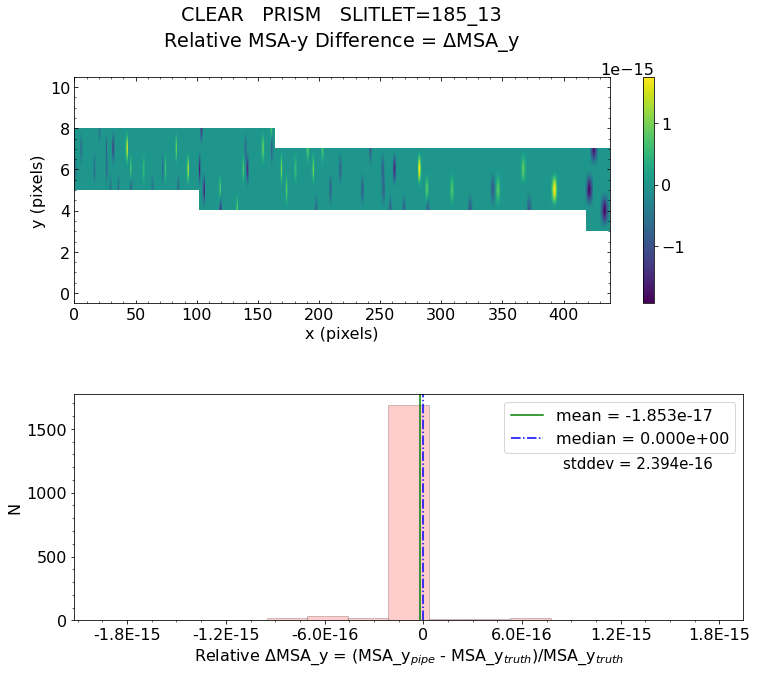 CLEAR   PRISM   SLITLET=185_13
Relative MSA-y Difference = ΔMSA_y
1e−15
10
8
6
4
2
0
y (pixels)
0 50 100 150 200 250 300 350 400
x (pixels)
1
0
−1
mean = -1.853e-17
median = 0.000e+00
stddev = 2.394e-16
1500
1000
500
0
N
-1.8E-15 -1.2E-15 -6.0E-16 0 6.0E-16 1.2E-15 1.8E-15
Relative ΔMSA_y = (MSA_y_pipe - MSA_y_truth)/MSA_y_truth